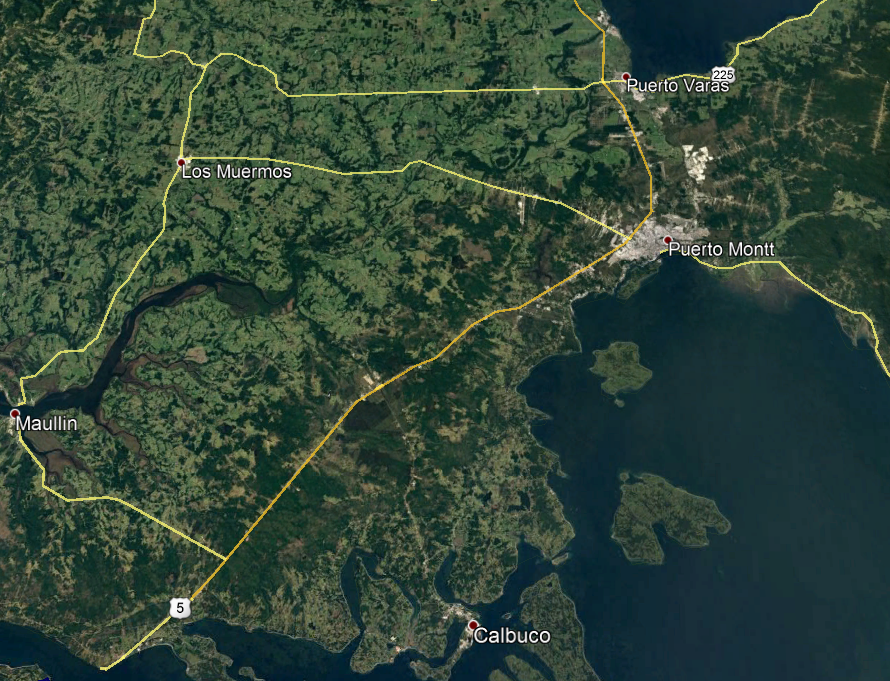 225
Puerto Varas
Los Muermos
Puerto Montt
Maullin
5
Calbuco